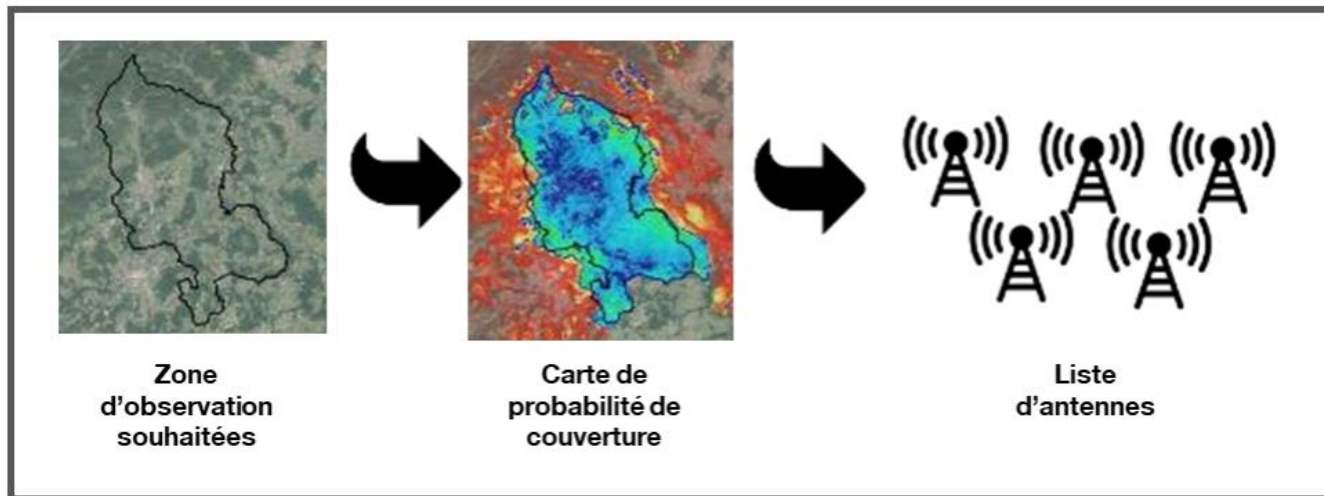 Zone
d'observation
souhaitées
Carte de
probabilité de
couverture
Liste
d'antennes